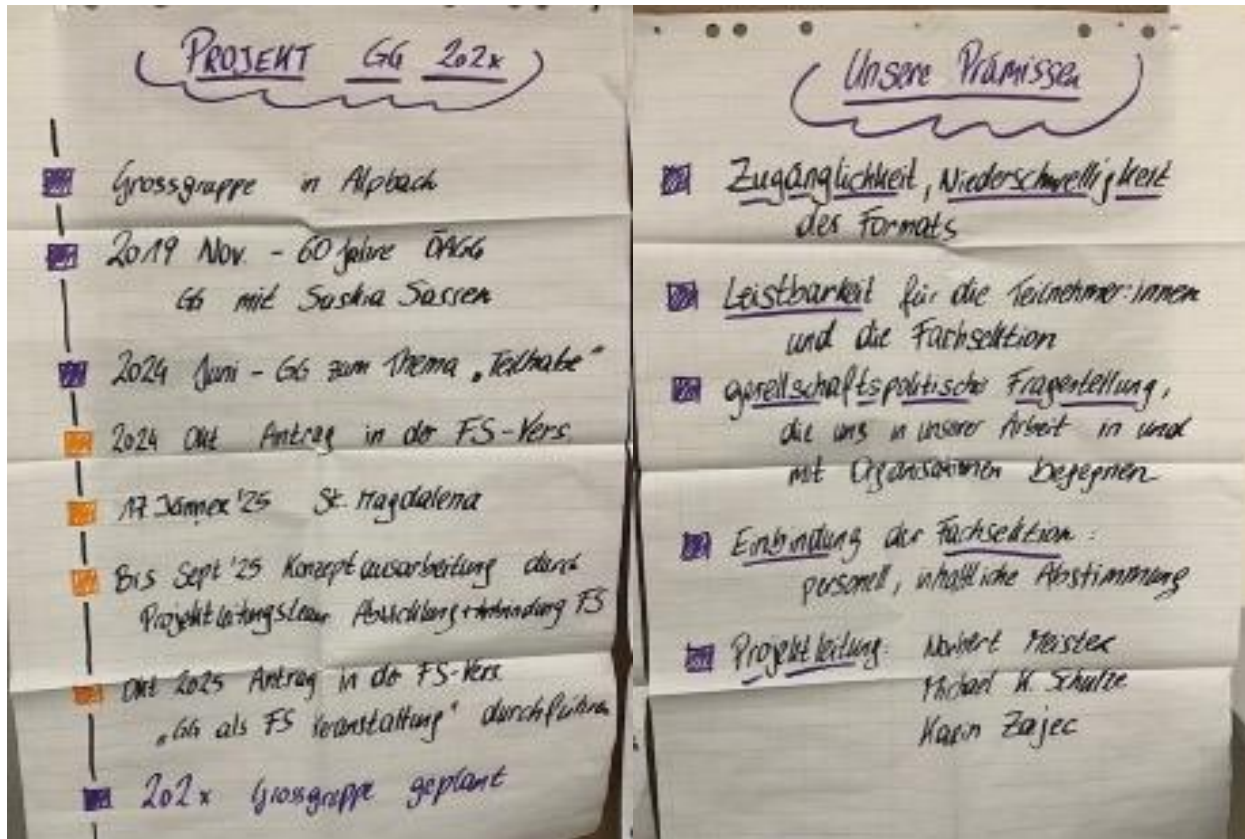 PROJEKT GG 202x
Grossgruppe in Alpbach
2019 Nov. - 60 Jahre ÖAGG
GG mit Saskia Sassen
2024 Juni - GG zum Thema „Teilhabe"
2024 Okt Antrag in der FS-Vers
17 Jänner '25 St. Magdalena
Bis Sept '25 Konzeptausarbeitung durch
Projektleitungsteam FS
Okt 2025 Antrag in der FS-Vers.
„GG als FS Veranstaltung" durchführen
202x Grossgruppe geplant
Unsere Prämissen
Zugänglichkeit, Niederschwelligkeit
des Formats
Leistbarkeit für die Teilnehmer:innen
und die Fachsektion
gesellschaftspolitische Fragestellung,
die uns in unserer Arbeit in und
mit Organisationen begegnen
Einbindung der Fachsektion:
personell, inhaltliche Abstimmung
Projektleitung: Norbert Meister
Michael K. Schulze
Karin Zajec